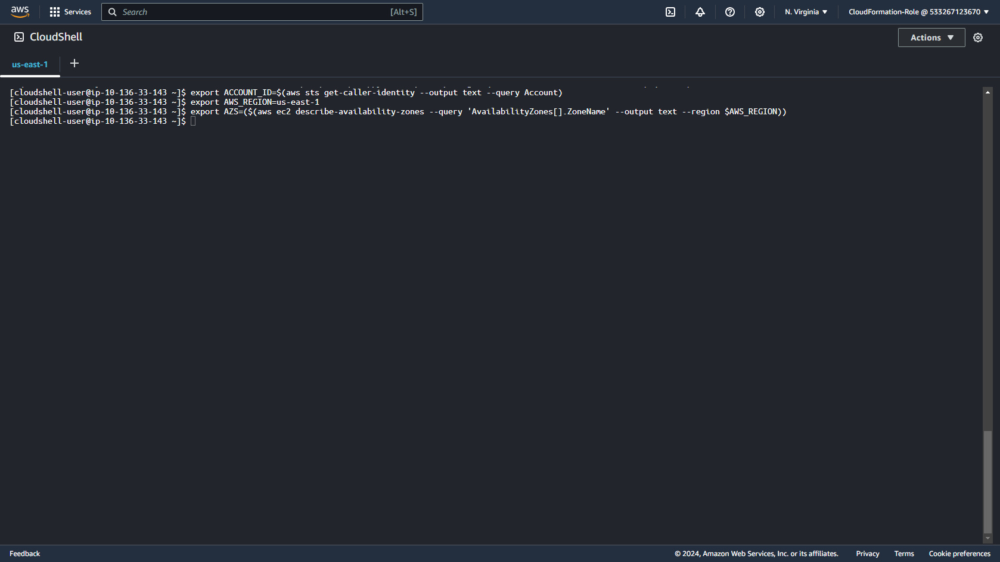 aws Services Search [Alt+S] N. Virginia ▼ CloudFormation-Role @ 533267123670 ▼
CloudShell Actions ▼
us-east-1 +
[cloudshell-user@ip-10-136-33-143 ~]$ export ACCOUNT_ID=$(aws sts get-caller-identity --output text --query Account)
[cloudshell-user@ip-10-136-33-143 ~]$ export AWS_REGION=us-east-1
[cloudshell-user@ip-10-136-33-143 ~]$ export AZS=($(aws ec2 describe-availability-zones --query 'AvailabilityZones[].ZoneName' --output text --region $AWS_REGION))
[cloudshell-user@ip-10-136-33-143 ~]$
Feedback © 2024, Amazon Web Services, Inc. or its affiliates. Privacy Terms Cookie preferences